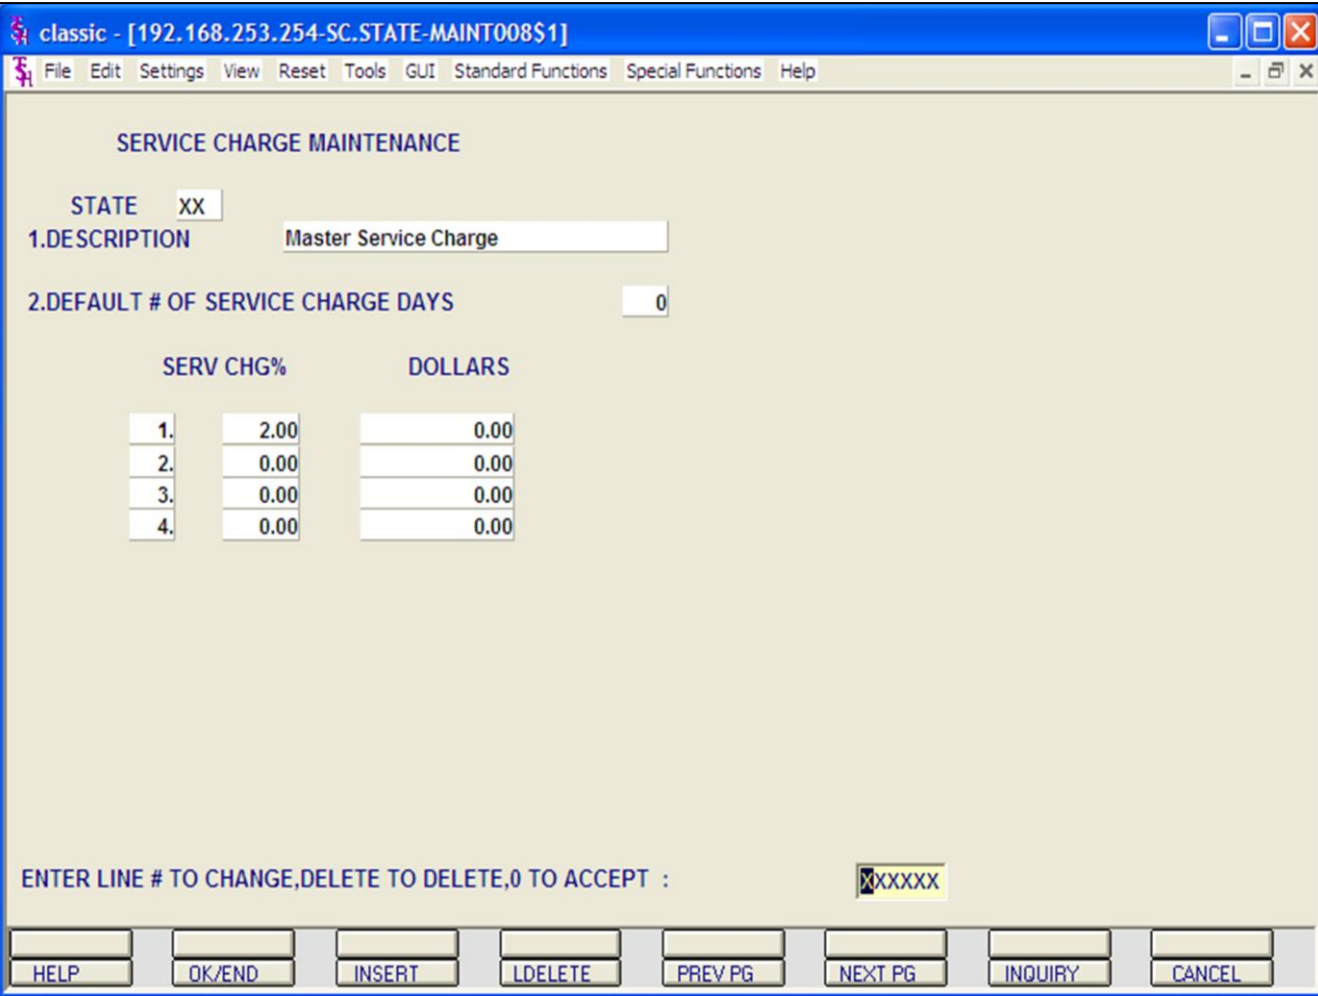 classic - [192.168.253.254-SC.STATE-MAINT008$1]
File Edit Settings View Reset Tools GUI Standard Functions Special Functions Help
SERVICE CHARGE MAINTENANCE
STATE XX
1.DESCRIPTION Master Service Charge
2.DEFAULT # OF SERVICE CHARGE DAYS 0
SERV CHG% DOLLARS
1. 2.00 0.00
2. 0.00 0.00
3. 0.00 0.00
4. 0.00 0.00
ENTER LINE # TO CHANGE,DELETE TO DELETE,0 TO ACCEPT : XXXXXX
HELP OK/END INSERT LDELETE PREV PG NEXT PG INQUIRY CANCEL